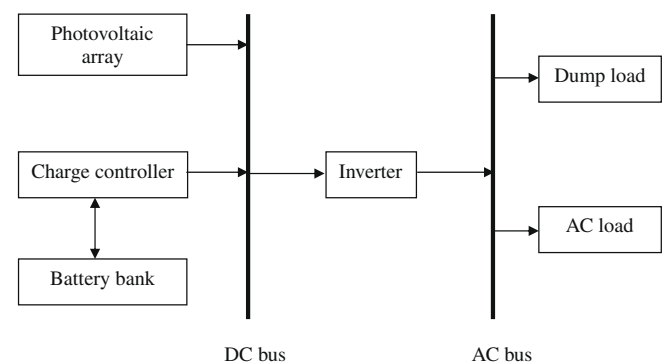 Photovoltaic
array
Dump load
Charge controller
Inverter
AC load
Battery bank
DC bus
AC bus